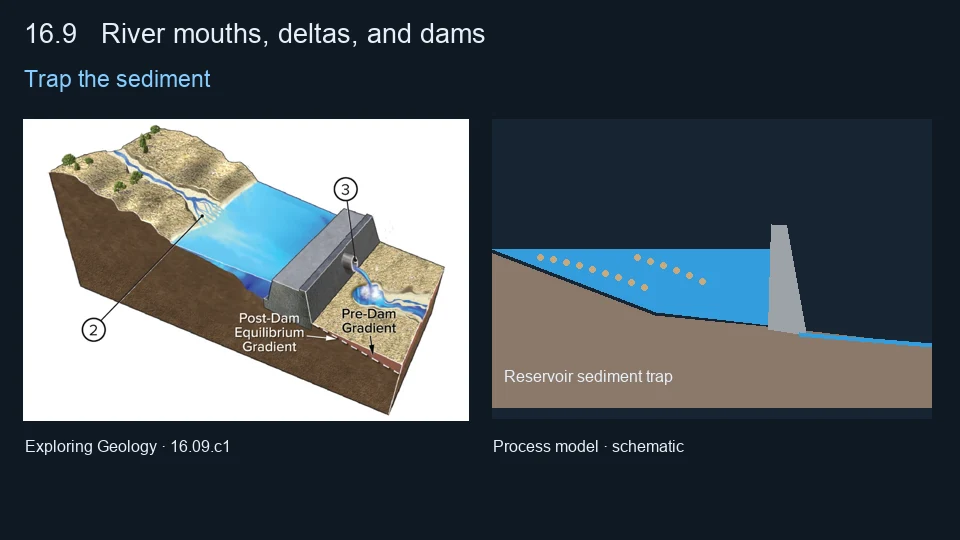 16.9 River mouths, deltas, and dams
Trap the sediment
3
2
Post-Dam
Equilibrium
Gradient
Pre-Dam
Gradient
Reservoir sediment trap
Exploring Geology · 16.09.c1
Process model · schematic